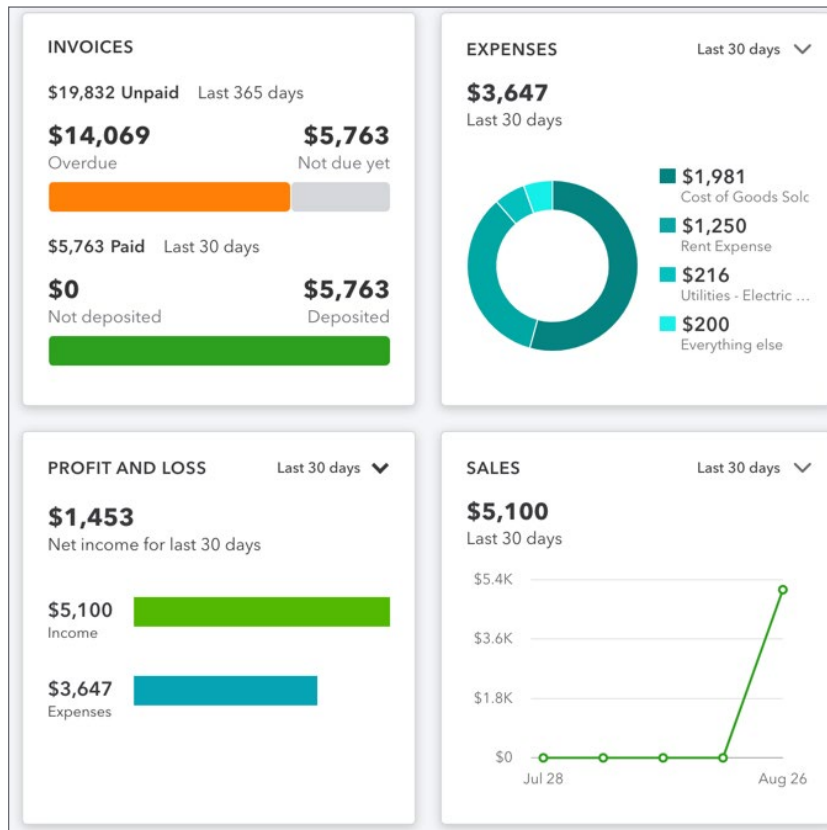 INVOICES
$19,832 Unpaid Last 365 days
$14,069 $5,763
Overdue Not due yet
$5,763 Paid Last 30 days
$0 $5,763
Not deposited Deposited
EXPENSES Last 30 days
$3,647
Last 30 days
$1,981
Cost of Goods Solc
$1,250
Rent Expense
$216
Utilities - Electric ...
$200
Everything else
PROFIT AND LOSS Last 30 days
$1,453
Net income for last 30 days
$5,100
Income
$3,647
Expenses
SALES Last 30 days
$5,100
Last 30 days
$5.4K
$3.6K
$1.8K
$0
Jul 28 Aug 26